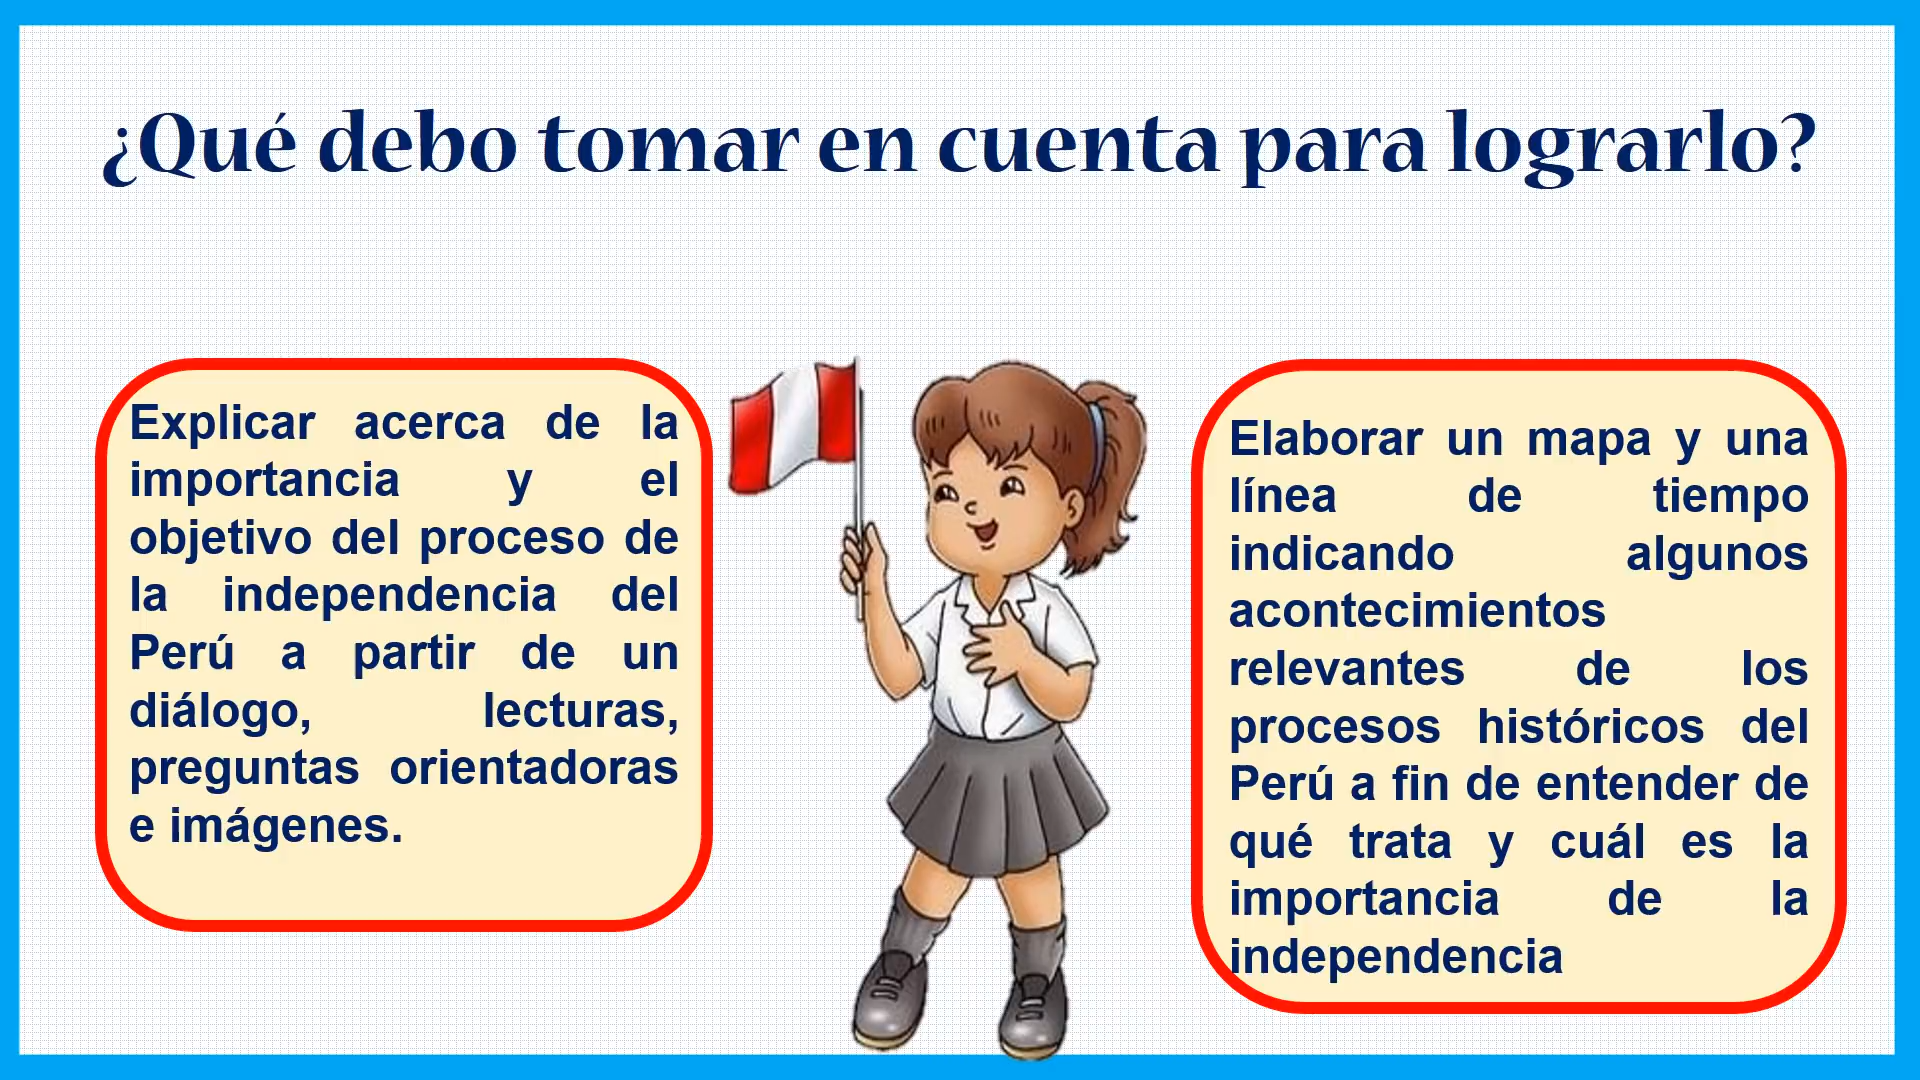 ¿Qué debo tomar en cuenta para lograrlo?
Explicar acerca de la
importancia y el
objetivo del proceso de
la independencia del
Perú a partir de un
diálogo, lecturas,
preguntas orientadoras
e imágenes.
Elaborar un mapa y una
línea de tiempo
indicando algunos
acontecimientos
relevantes de los
procesos históricos del
Perú a fin de entender de
qué trata y cuál es la
importancia de la
independencia